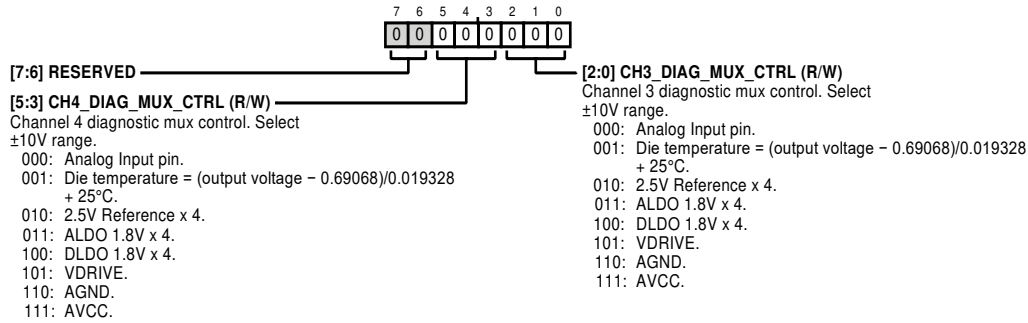 7 6 5 4 3 2 1 0
0 0 0 0 0 0 0 0
[7:6] RESERVED
[5:3] CH4_DIAG_MUX_CTRL (R/W)
Channel 4 diagnostic mux control. Select
±10V range.
000: Analog Input pin.
001: Die temperature = (output voltage − 0.69068)/0.019328
+ 25°C.
010: 2.5V Reference x 4.
011: ALDO 1.8V x 4.
100: DLDO 1.8V x 4.
101: VDRIVE.
110: AGND.
111: AVCC.
[2:0] CH3_DIAG_MUX_CTRL (R/W)
Channel 3 diagnostic mux control. Select
±10V range.
000: Analog Input pin.
001: Die temperature = (output voltage − 0.69068)/0.019328
+ 25°C.
010: 2.5V Reference x 4.
011: ALDO 1.8V x 4.
100: DLDO 1.8V x 4.
101: VDRIVE.
110: AGND.
111: AVCC.